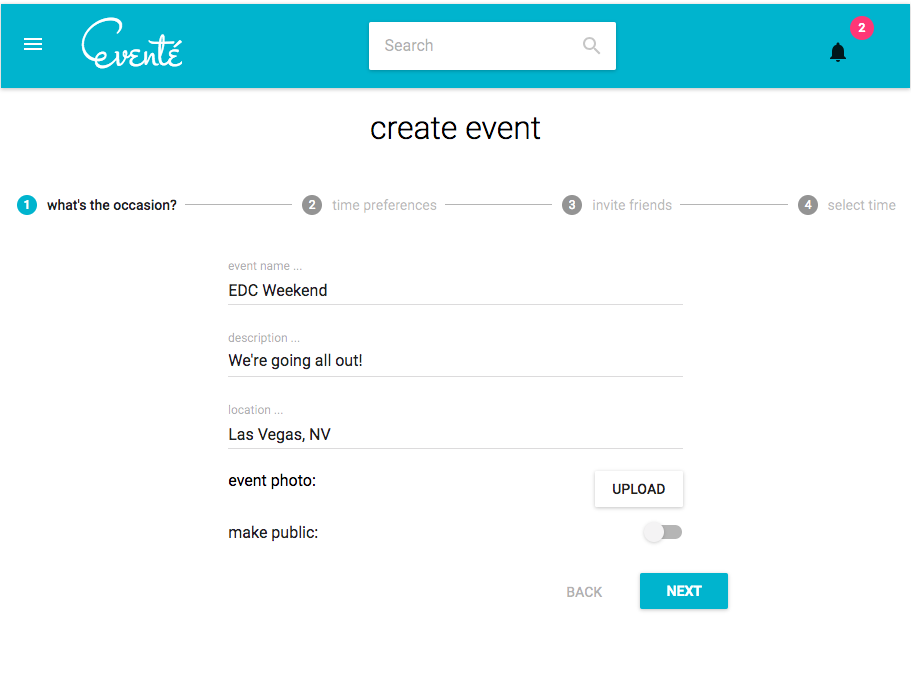 eventé
Search
2
create event
1 what's the occasion? 2 time preferences 3 invite friends 4 select time
event name ...
EDC Weekend
description ...
We're going all out!
location ...
Las Vegas, NV
event photo:
UPLOAD
make public:
BACK NEXT